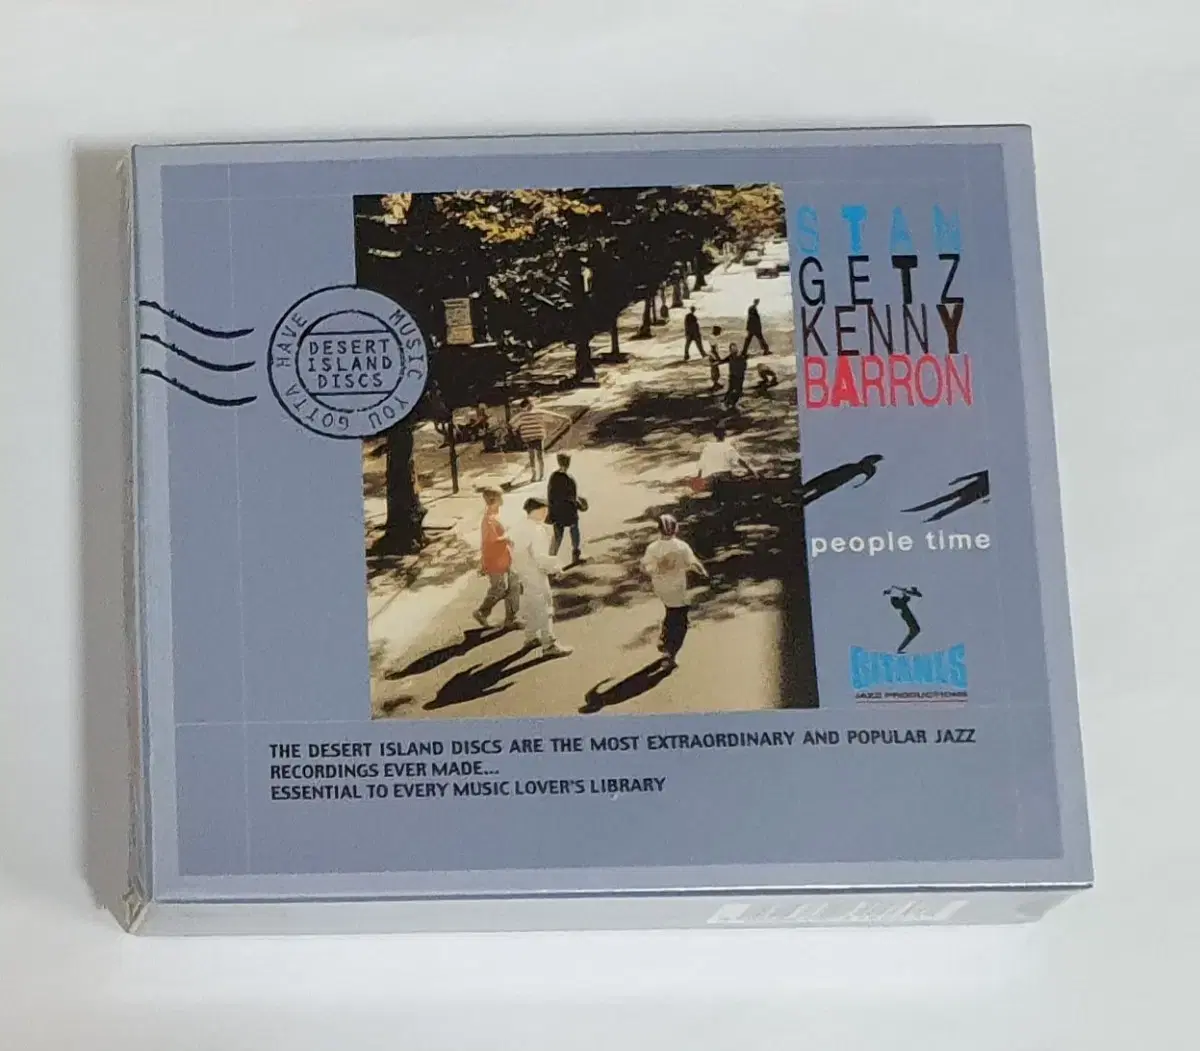 STAN
GETZ
KENNY
BARRON
MUSIC YOU GOTTA HAVE
DESERT
ISLAND
DISCS
people time
GITANES
JAZZ PRODUCTIONS
THE DESERT ISLAND DISCS ARE THE MOST EXTRAORDINARY AND POPULAR JAZZ
RECORDINGS EVER MADE...
ESSENTIAL TO EVERY MUSIC LOVER'S LIBRARY